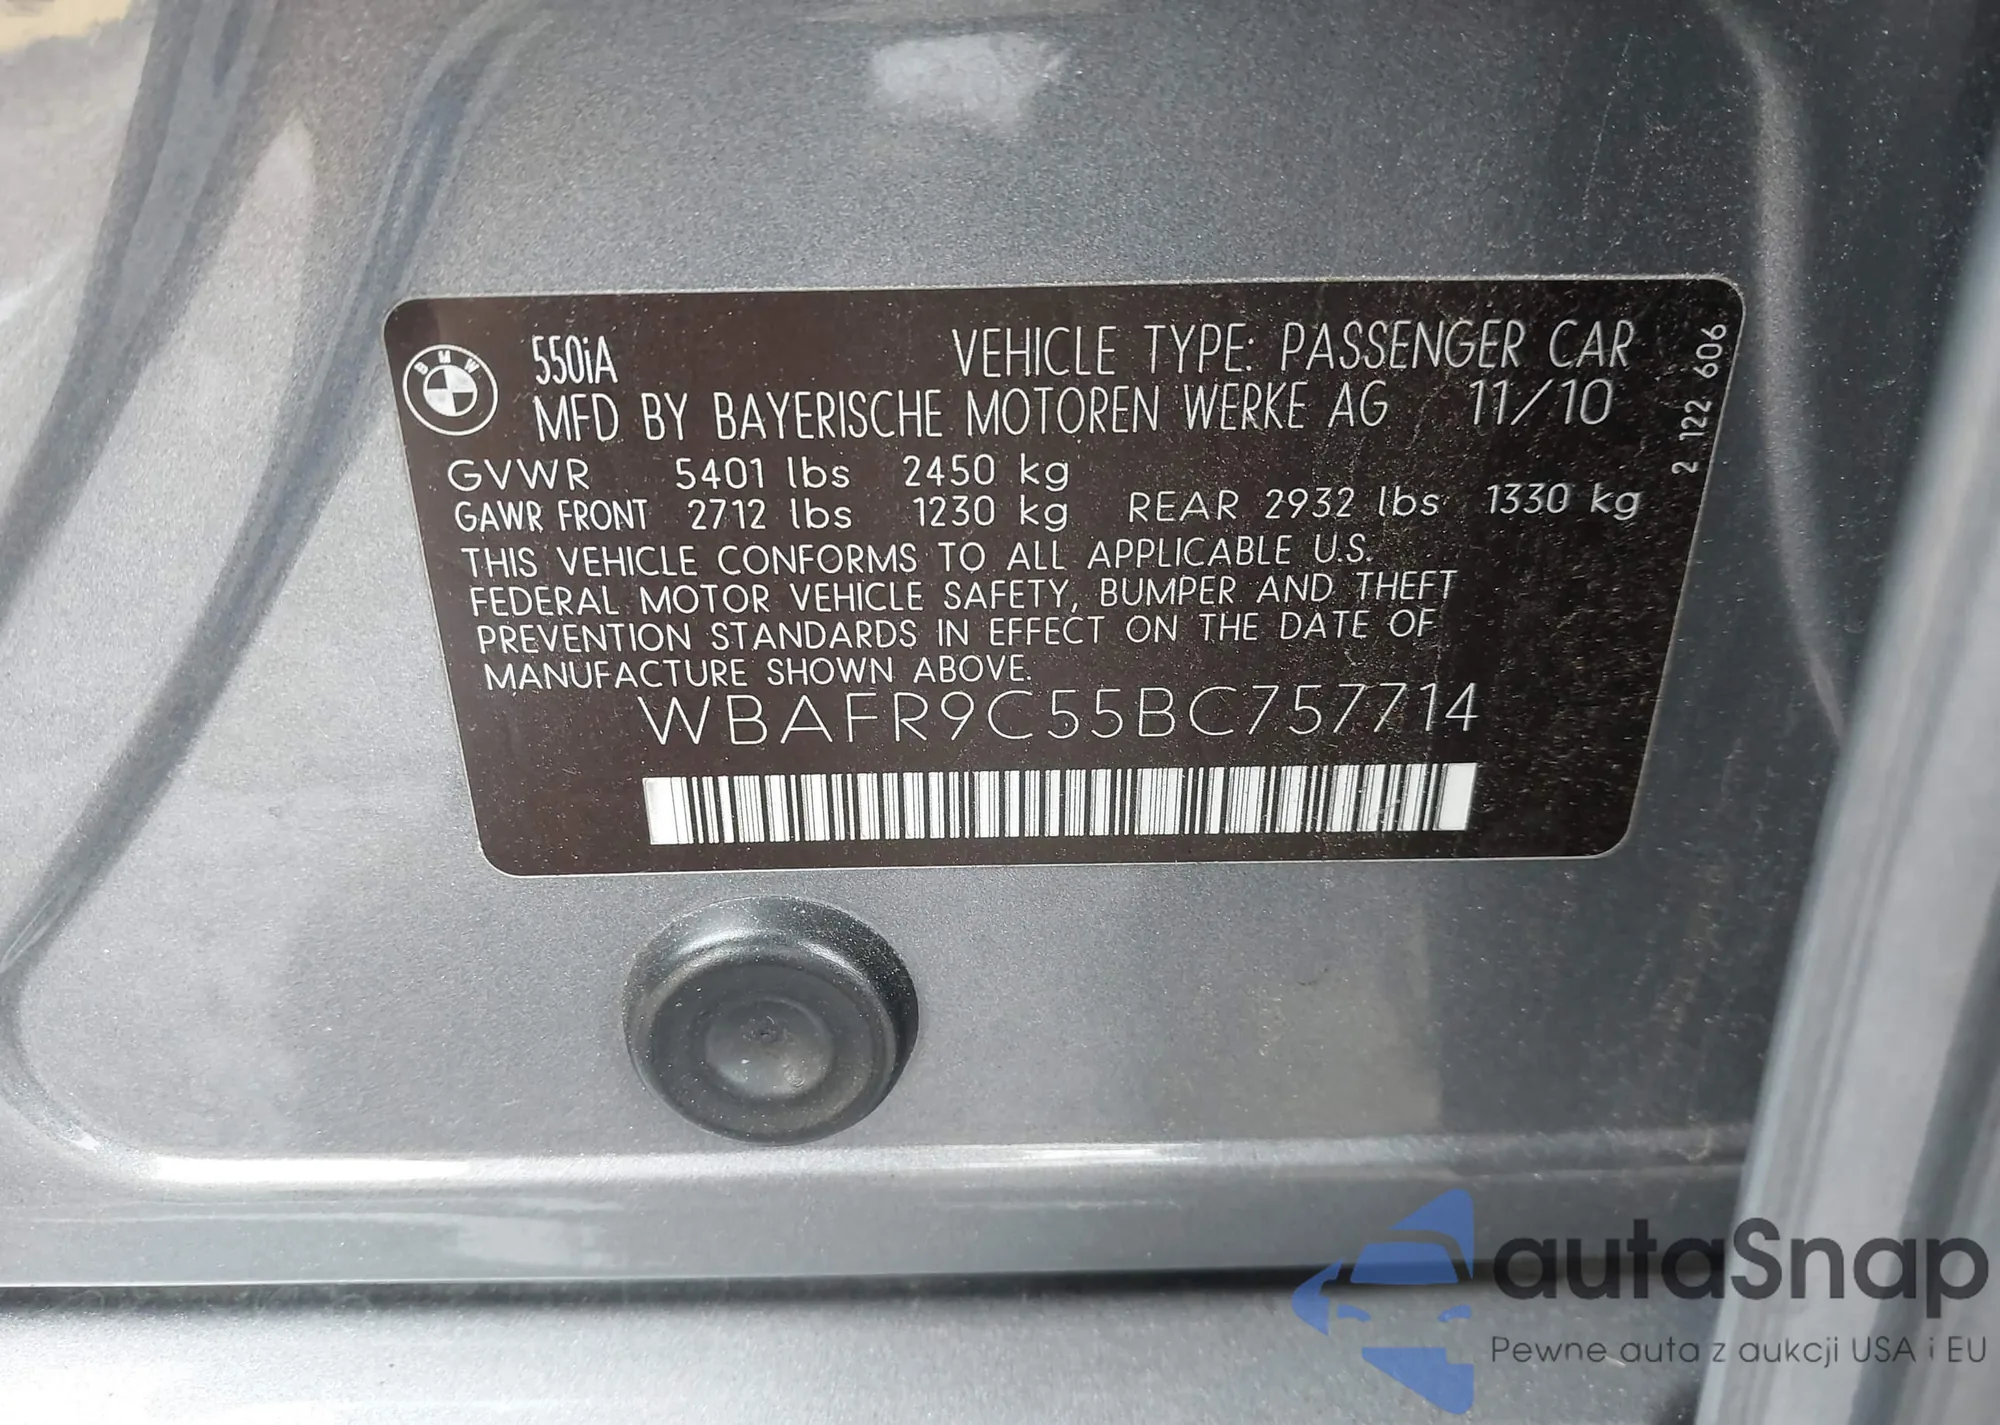 BMW
550iA VEHICLE TYPE: PASSENGER CAR
MFD BY BAYERISCHE MOTOREN WERKE AG 11/10
GVWR 5401 lbs 2450 kg
GAWR FRONT 2712 lbs 1230 kg REAR 2932 lbs 1330 kg
THIS VEHICLE CONFORMS TO ALL APPLICABLE U.S.
FEDERAL MOTOR VEHICLE SAFETY, BUMPER AND THEFT
PREVENTION STANDARDS IN EFFECT ON THE DATE OF
MANUFACTURE SHOWN ABOVE.
WBAFR9C55BC757714
2 122 606
autaSnap
Pewne auta z aukcji USA i EU